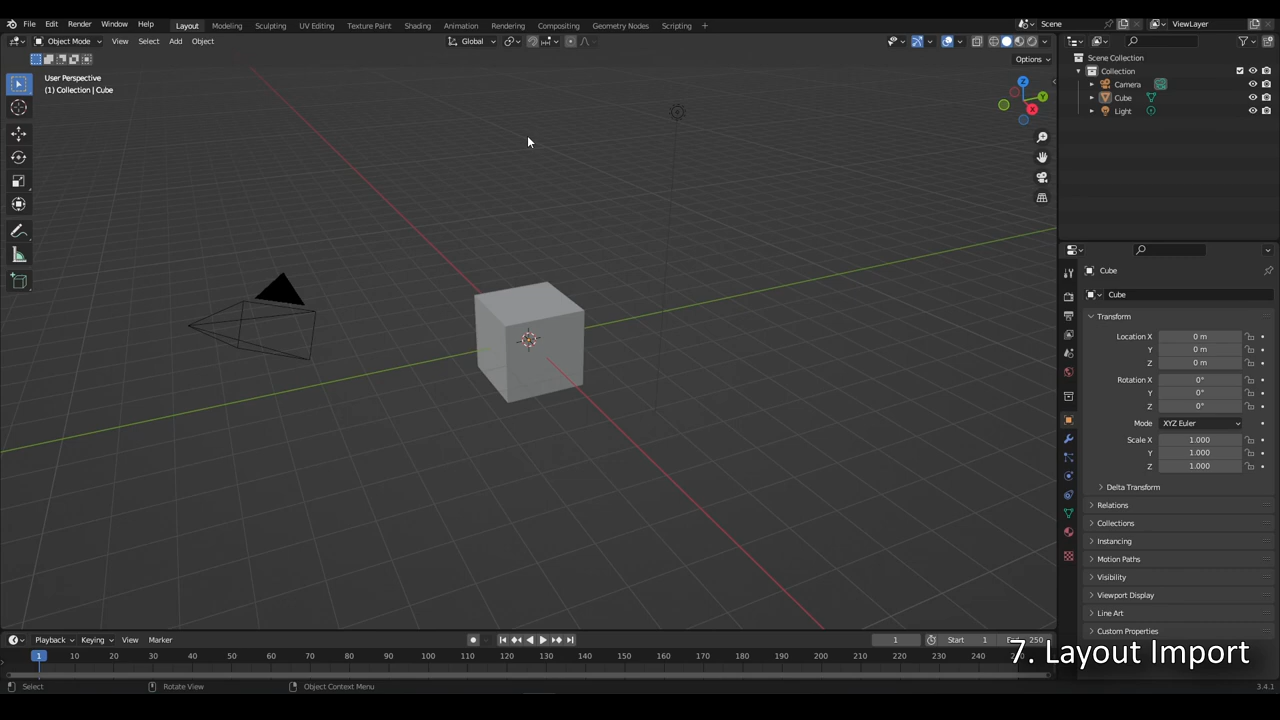 File Edit Render Window Help Layout Modeling Sculpting UV Editing Texture Paint Shading Animation Rendering Compositing Geometry Nodes Scripting + Scene ViewLayer
Object Mode View Select Add Object Global
Options
User Perspective
(1) Collection | Cube
Z
Y
X
Scene Collection
Collection
Camera
Cube
Light
Cube
Cube
Transform
Location X 0 m
Y 0 m
Z 0 m
Rotation X 0°
Y 0°
Z 0°
Mode XYZ Euler
Scale X 1.000
Y 1.000
Z 1.000
Delta Transform
Relations
Collections
Instancing
Motion Paths
Visibility
Viewport Display
Line Art
Custom Properties
Playback Keying View Marker 1 Start 1 End 250
1 10 20 30 40 50 60 70 80 90 100 110 120 130 140 150 160 170 180 190 200 210 220 230 240
7. Layout Import
Select Rotate View Object Context Menu 3.4.1